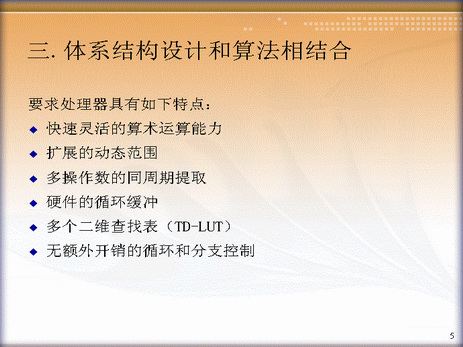 三. 体系结构设计和算法相结合
要求处理器具有如下特点：
快速灵活的算术运算能力
扩展的动态范围
多操作数的同周期提取
硬件的循环缓冲
多个二维查找表（TD-LUT）
无额外开销的循环和分支控制
5